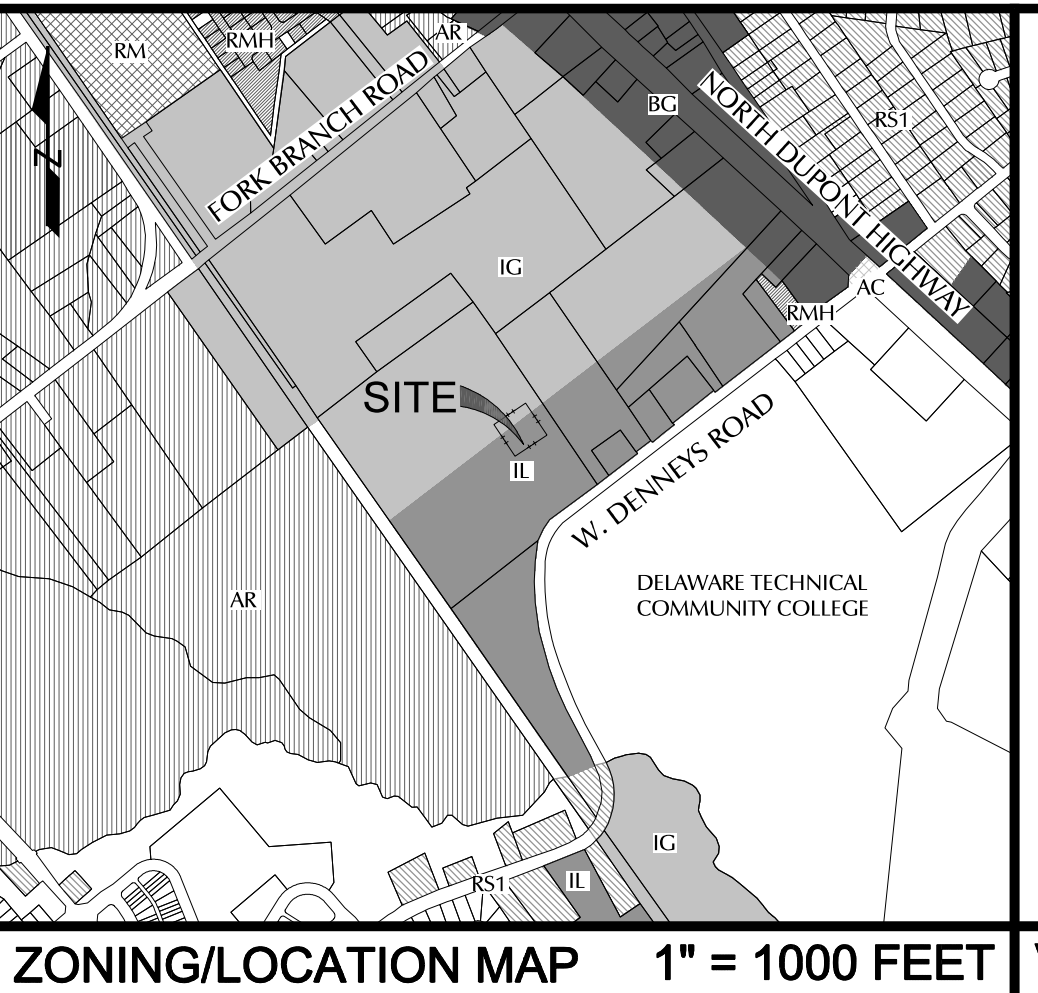 RM
RMH
AR
FORK BRANCH ROAD
BG
NORTH DUPONT HIGHWAY
RS1
N
IG
AC
RMH
SITE
IL
W. DENNEYS ROAD
DELAWARE TECHNICAL
COMMUNITY COLLEGE
AR
IG
RS1
IL
ZONING/LOCATION MAP 1" = 1000 FEET